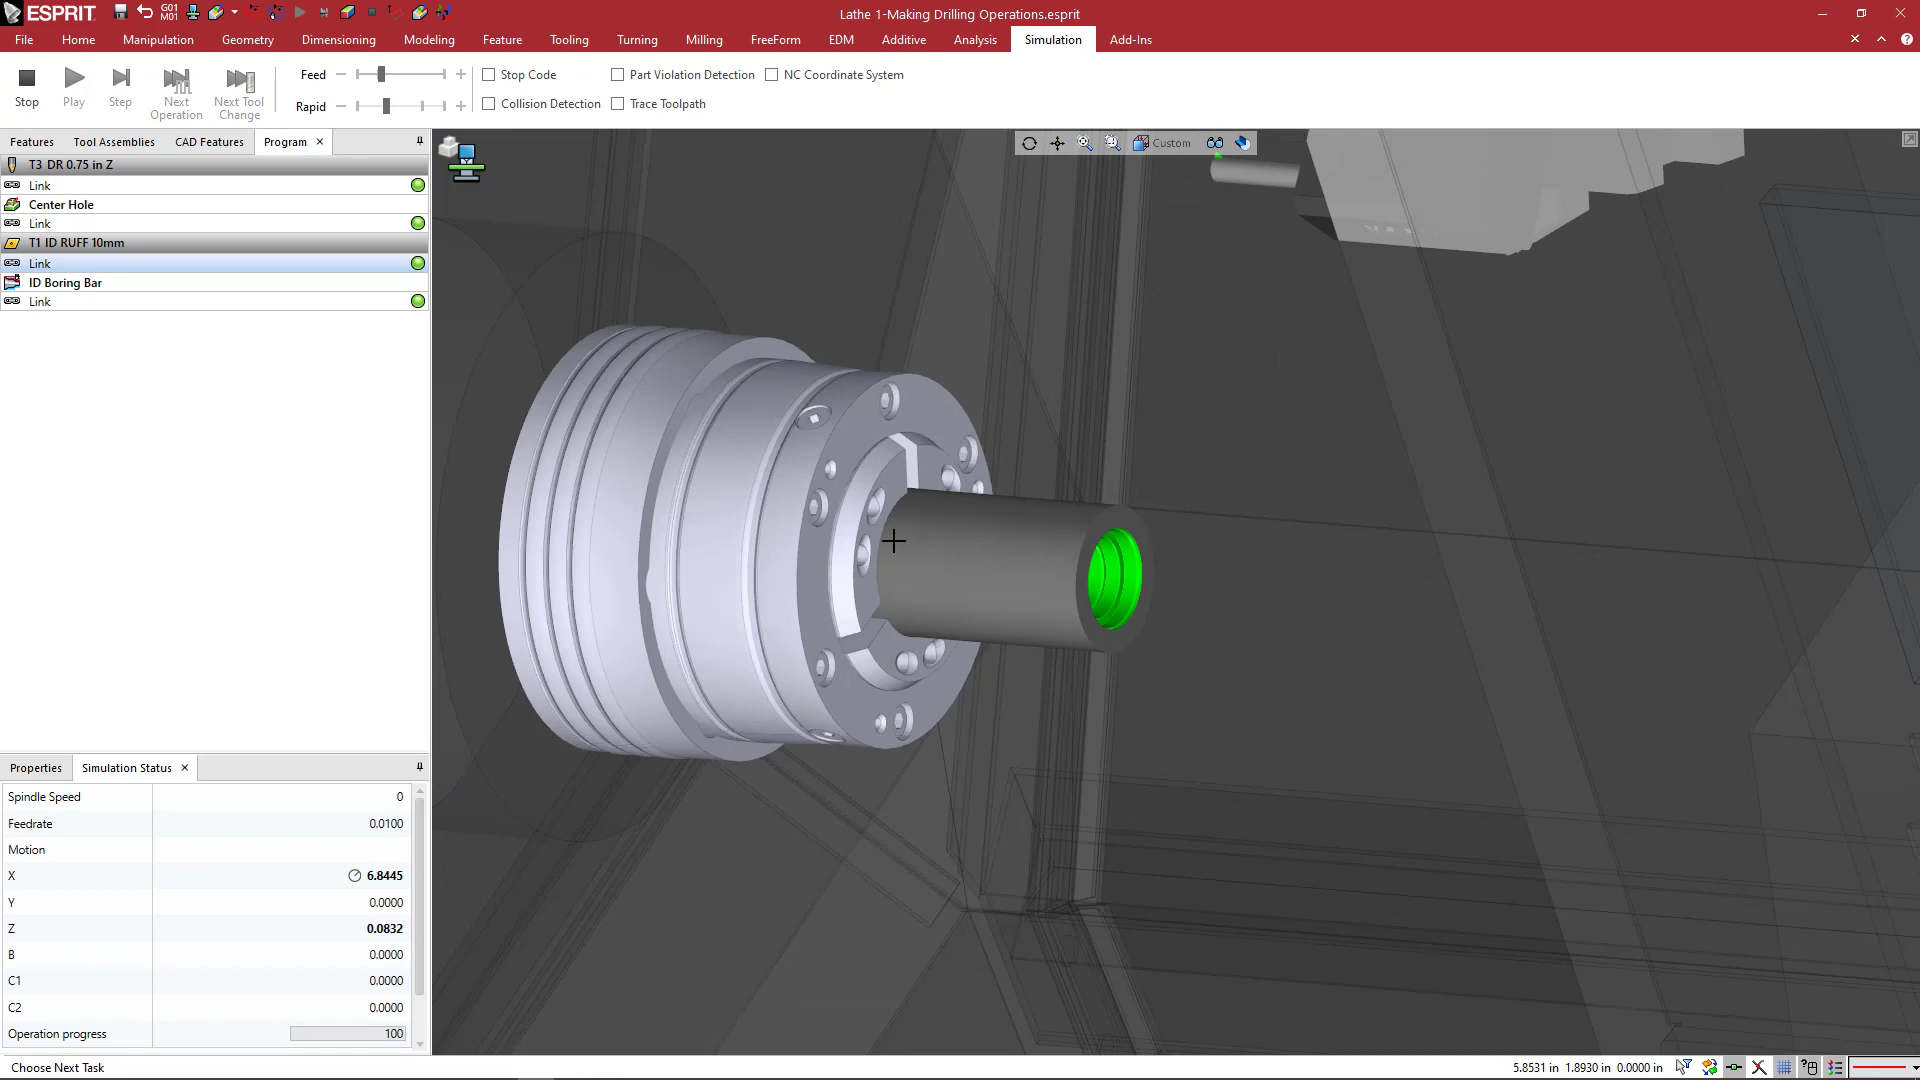 ESPRIT
G01
M01
Lathe 1-Making Drilling Operations.esprit
File Home Manipulation Geometry Dimensioning Modeling Feature Tooling Turning Milling FreeForm EDM Additive Analysis Simulation Add-Ins
Stop
Play
Step
Next Operation
Next Tool Change
Feed
Rapid
Stop Code
Part Violation Detection
NC Coordinate System
Collision Detection
Trace Toolpath
Features Tool Assemblies CAD Features Program
Custom
T3 DR 0.75 in Z
Link
Center Hole
Link
T1 ID RUFF 10mm
Link
ID Boring Bar
Link
Properties Simulation Status
Spindle Speed 0
Feedrate 0.0100
Motion
X 6.8445
Y 0.0000
Z 0.0832
B 0.0000
C1 0.0000
C2 0.0000
Operation progress 100
Choose Next Task
5.8531 in 1.8930 in 0.0000 in